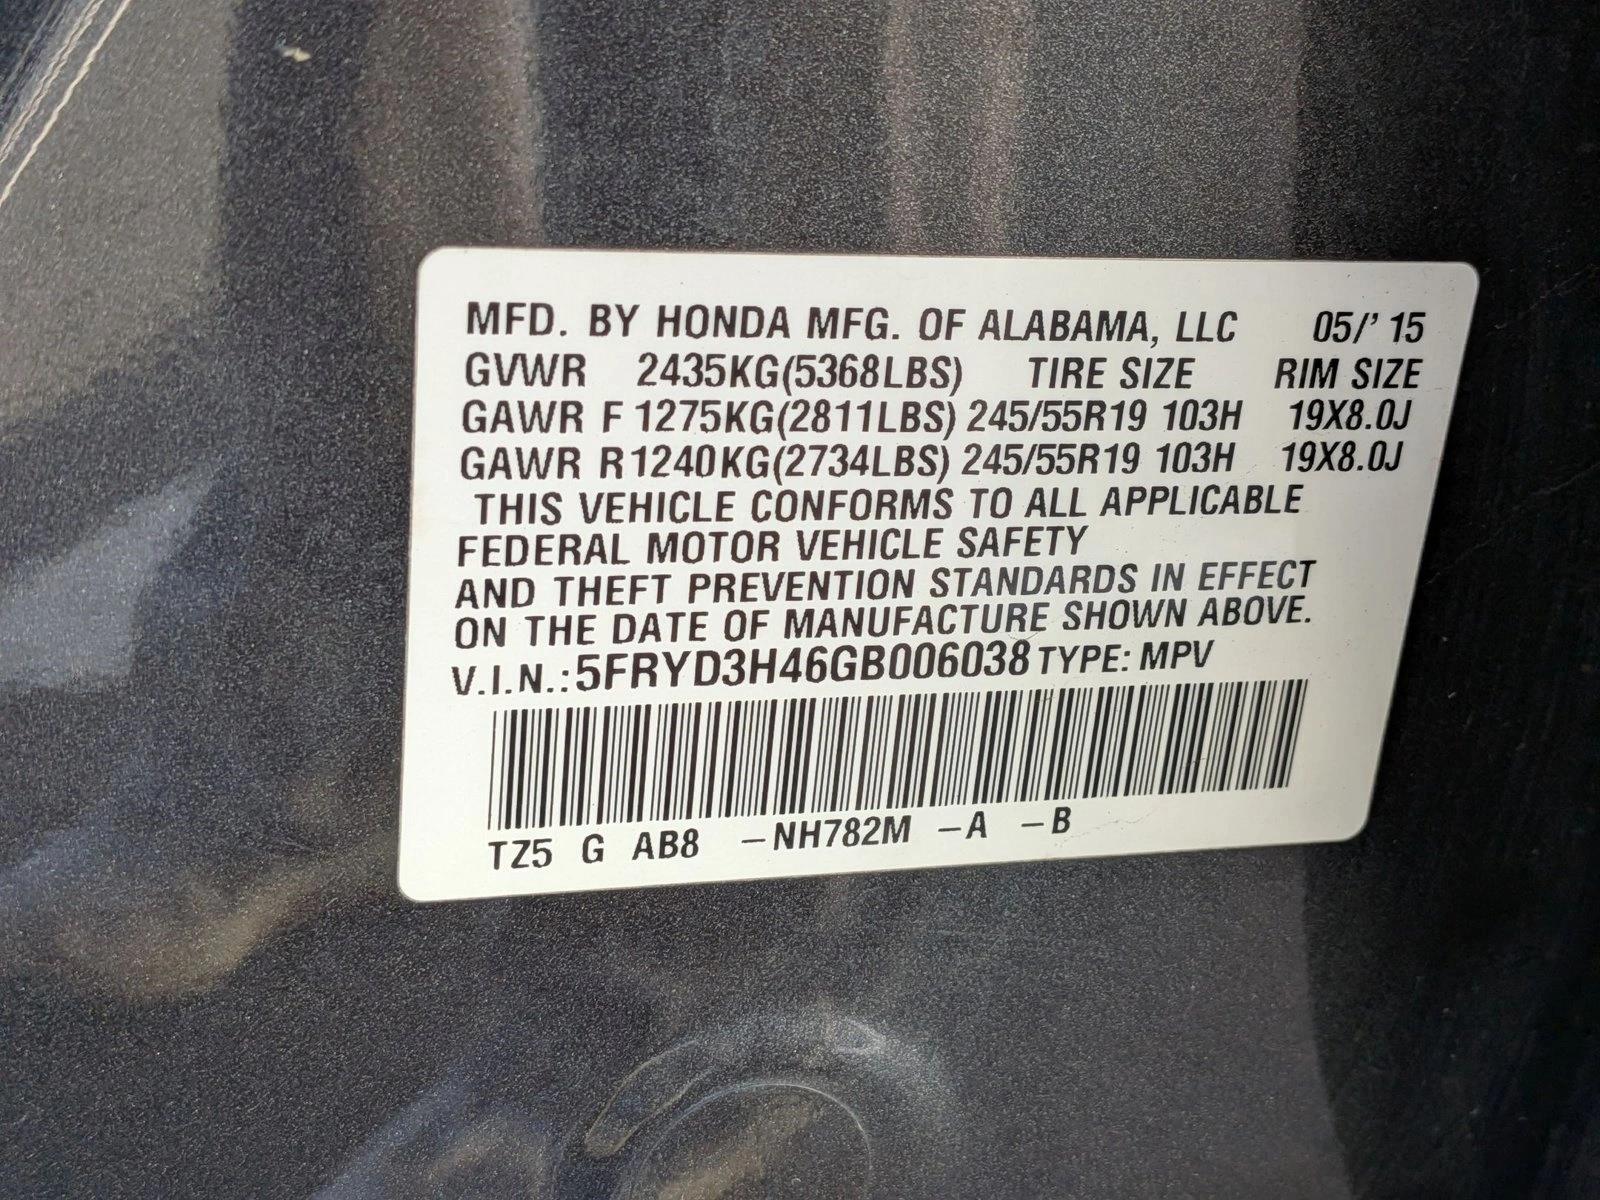 MFD. BY HONDA MFG. OF ALABAMA, LLC 05/'15
GVWR 2435KG(5368LBS) TIRE SIZE RIM SIZE
GAWR F 1275KG(2811LBS) 245/55R19 103H 19X8.0J
GAWR R 1240KG(2734LBS) 245/55R19 103H 19X8.0J
THIS VEHICLE CONFORMS TO ALL APPLICABLE
FEDERAL MOTOR VEHICLE SAFETY
AND THEFT PREVENTION STANDARDS IN EFFECT
ON THE DATE OF MANUFACTURE SHOWN ABOVE.
V.I.N.: 5FRYD3H46GB006038 TYPE: MPV
TZ5 G AB8 -NH782M -A -B